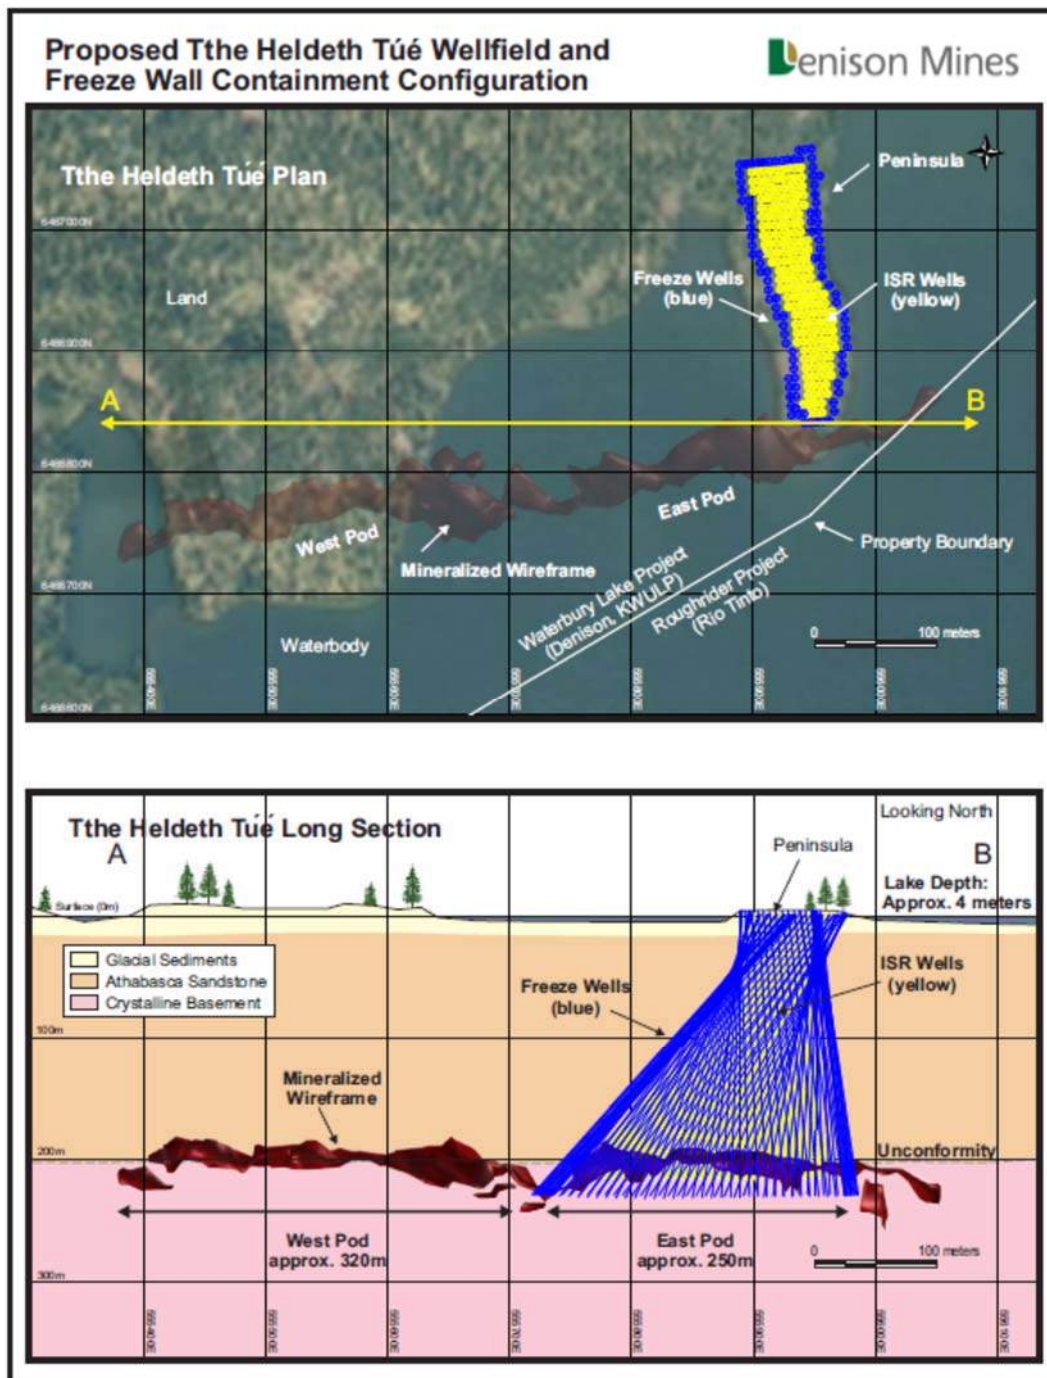 Proposed Tthe Heldeth Túé Wellfield and
Freeze Wall Containment Configuration
Denison Mines
Tthe Heldeth Túé Plan
Peninsula
6467000N
Land
Freeze Wells
(blue)
ISR Wells
(yellow)
A
B
6466800N
West Pod
East Pod
Mineralized Wireframe
Property Boundary
6466700N
Waterbury Lake Project
(Denison, KWULP)
Roughrider Project
(Rio Tinto)
Waterbody
0
100 meters
6466600N
Tthe Heldeth Túé Long Section
Looking North
A
Peninsula
B
Lake Depth:
Approx. 4 meters
Surface (0m)
Glacial Sediments
Athabasca Sandstone
Crystalline Basement
ISR Wells
(yellow)
Freeze Wells
(blue)
100m
Mineralized
Wireframe
200m
Unconformity
West Pod
approx. 320m
East Pod
approx. 250m
0
100 meters
300m